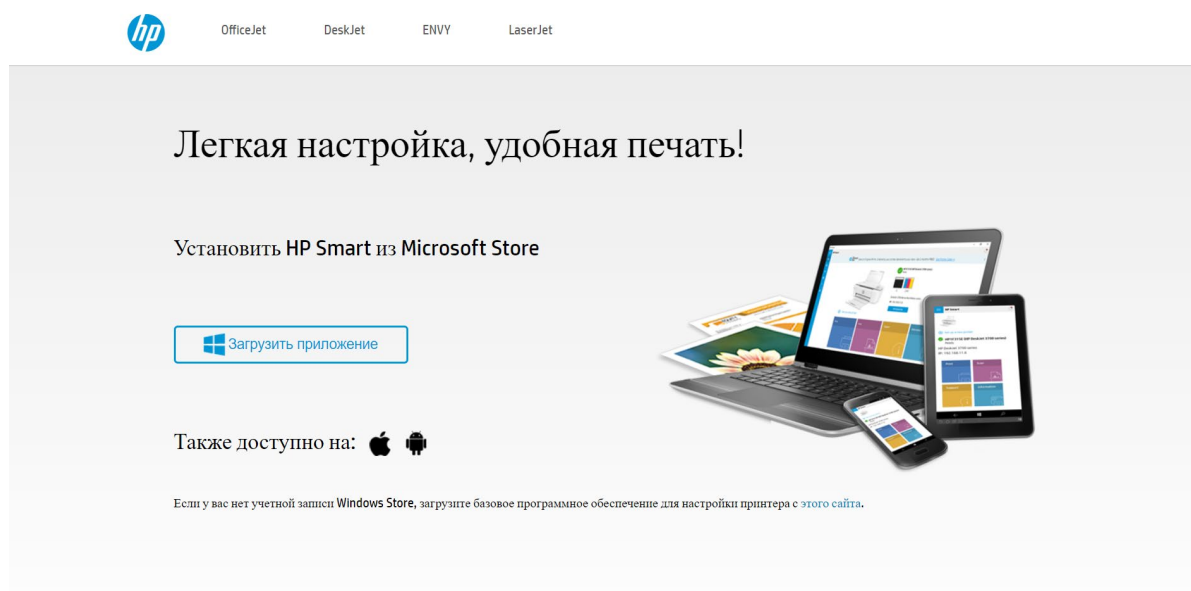 hp
OfficeJet DeskJet ENVY LaserJet
Легкая настройка, удобная печать!
Установить HP Smart из Microsoft Store
Загрузить приложение
Также доступно на:
Если у вас нет учетной записи Windows Store, загрузите базовое программное обеспечение для настройки принтера с этого сайта.